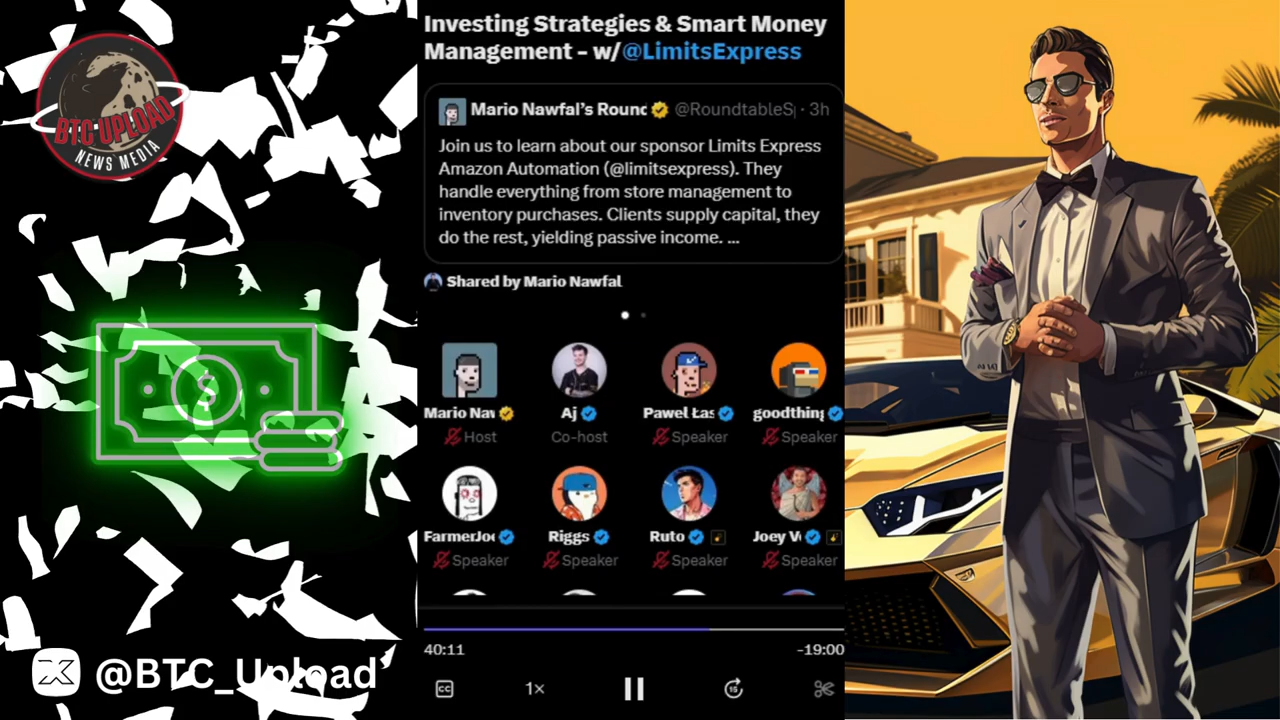 BTC UPLOAD
NEWS MEDIA
$
@BTC_Upload
Investing Strategies & Smart Money
Management - w/@LimitsExpress
Mario Nawfal's Rounc @RoundtableS · 3h
Join us to learn about our sponsor Limits Express
Amazon Automation (@limitsexpress). They
handle everything from store management to
inventory purchases. Clients supply capital, they
do the rest, yielding passive income. ...
Shared by Mario Nawfal
Mario Nav Aj Paweł Łas goodthing
Host Co-host Speaker Speaker
FarmerJoe Riggs Ruto Joey V
Speaker Speaker Speaker Speaker
40:11 -19:00
CC 1× 15